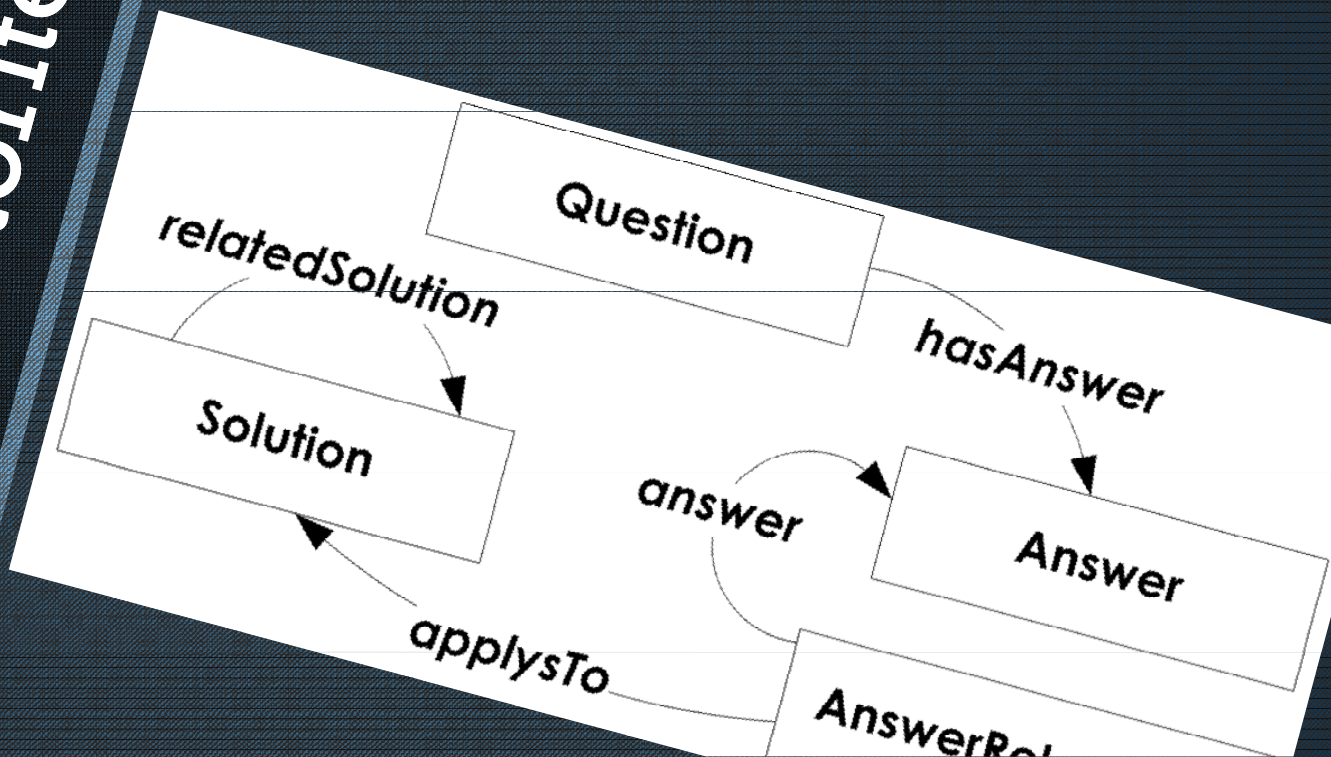 Question
relatedSolution
hasAnswer
Solution
answer
Answer
applysTo